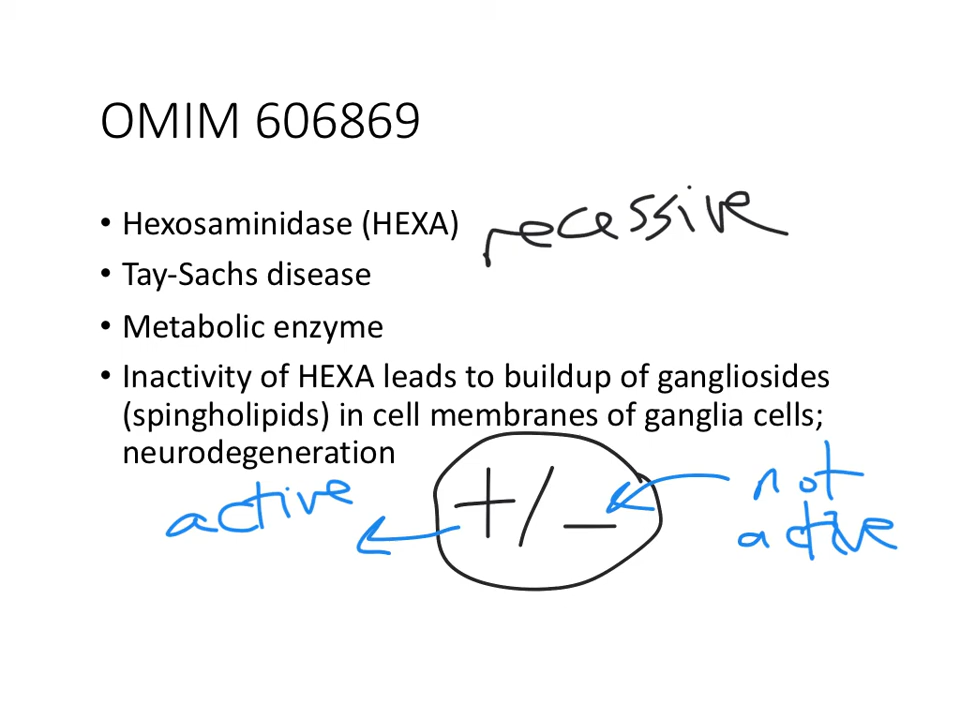 OMIM 606869
• Hexosaminidase (HEXA)
recessive
• Tay-Sachs disease
• Metabolic enzyme
• Inactivity of HEXA leads to buildup of gangliosides
(spingholipids) in cell membranes of ganglia cells;
neurodegeneration
active
+/−
not
active